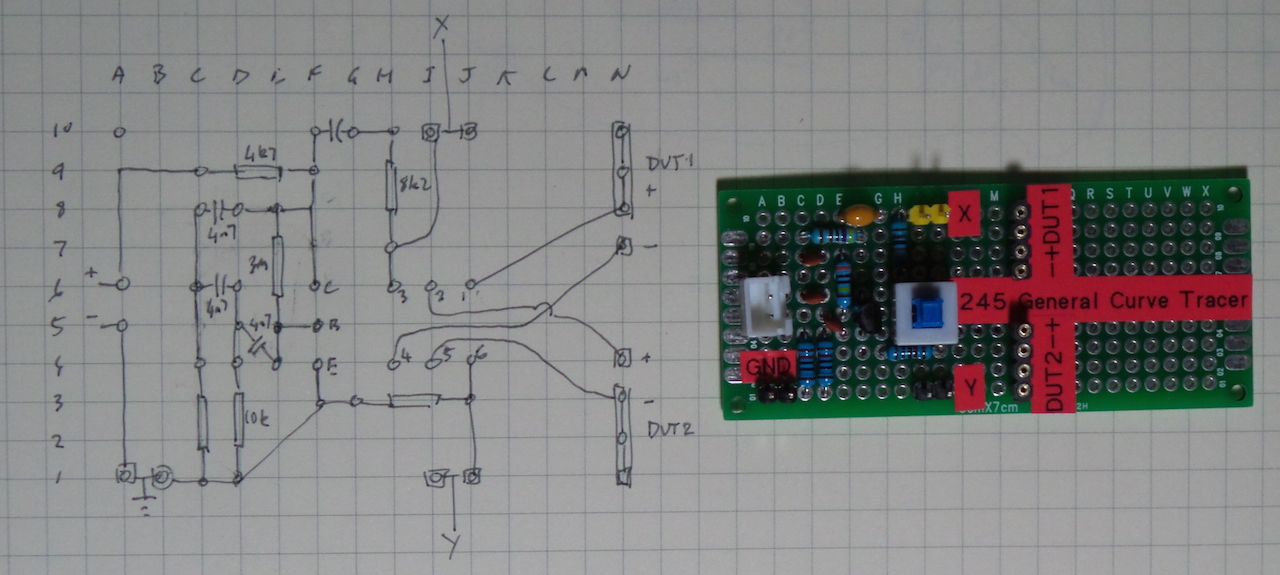 X
A B C D E F G H I J K L M N
10
9 4k7 DUT1
+
8k2
8
4n7
7 3M -
+ 6 C 3 2 1
4n7
- 5 4n7 B
4 E 4 5 6 +
3 -
10k
2 DUT2
1
Y
A B C D E G H M Q R S T U V W X
X
-+DUT1
245 General Curve Tracer
GND
DUT2-+
Y
cmX7cm